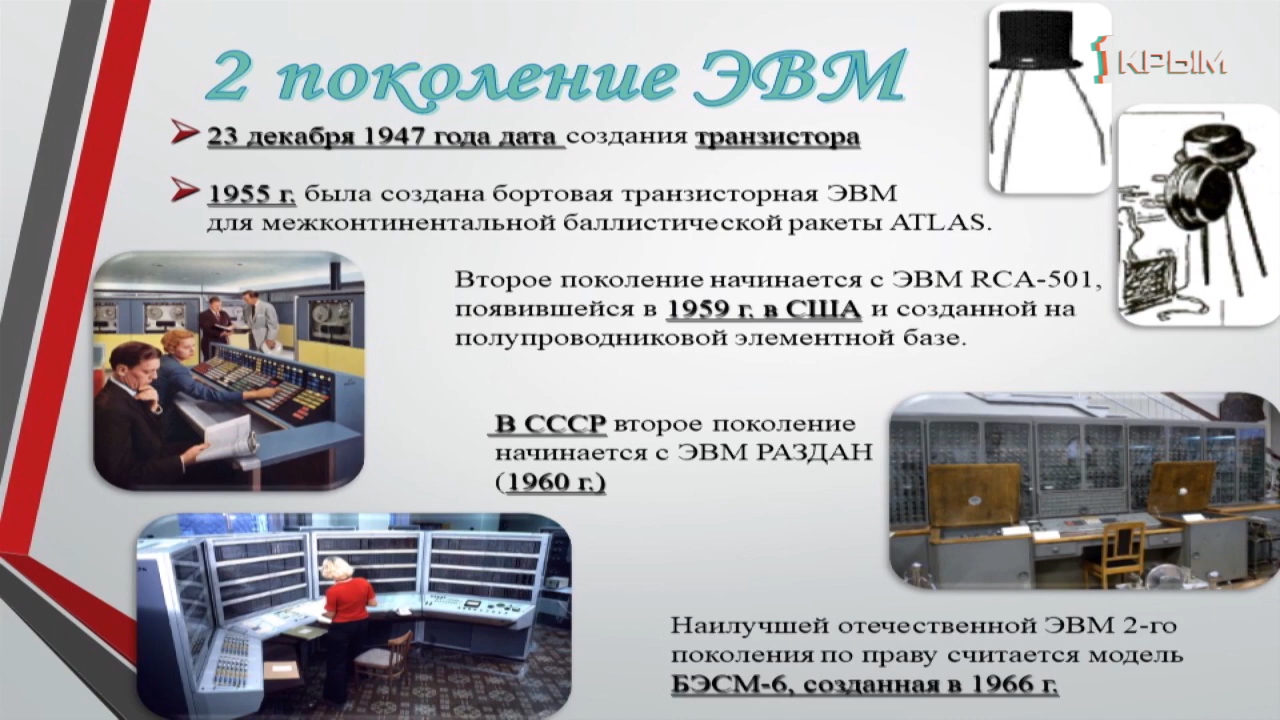 2 поколение ЭВМ
1 КРЫМ
23 декабря 1947 года дата создания транзистора
1955 г. была создана бортовая транзисторная ЭВМ
для межконтинентальной баллистической ракеты ATLAS.
Второе поколение начинается с ЭВМ RCA-501,
появившейся в 1959 г. в США и созданной на
полупроводниковой элементной базе.
В СССР второе поколение
начинается с ЭВМ РАЗДАН
(1960 г.)
Наилучшей отечественной ЭВМ 2-го
поколения по праву считается модель
БЭСМ-6, созданная в 1966 г.